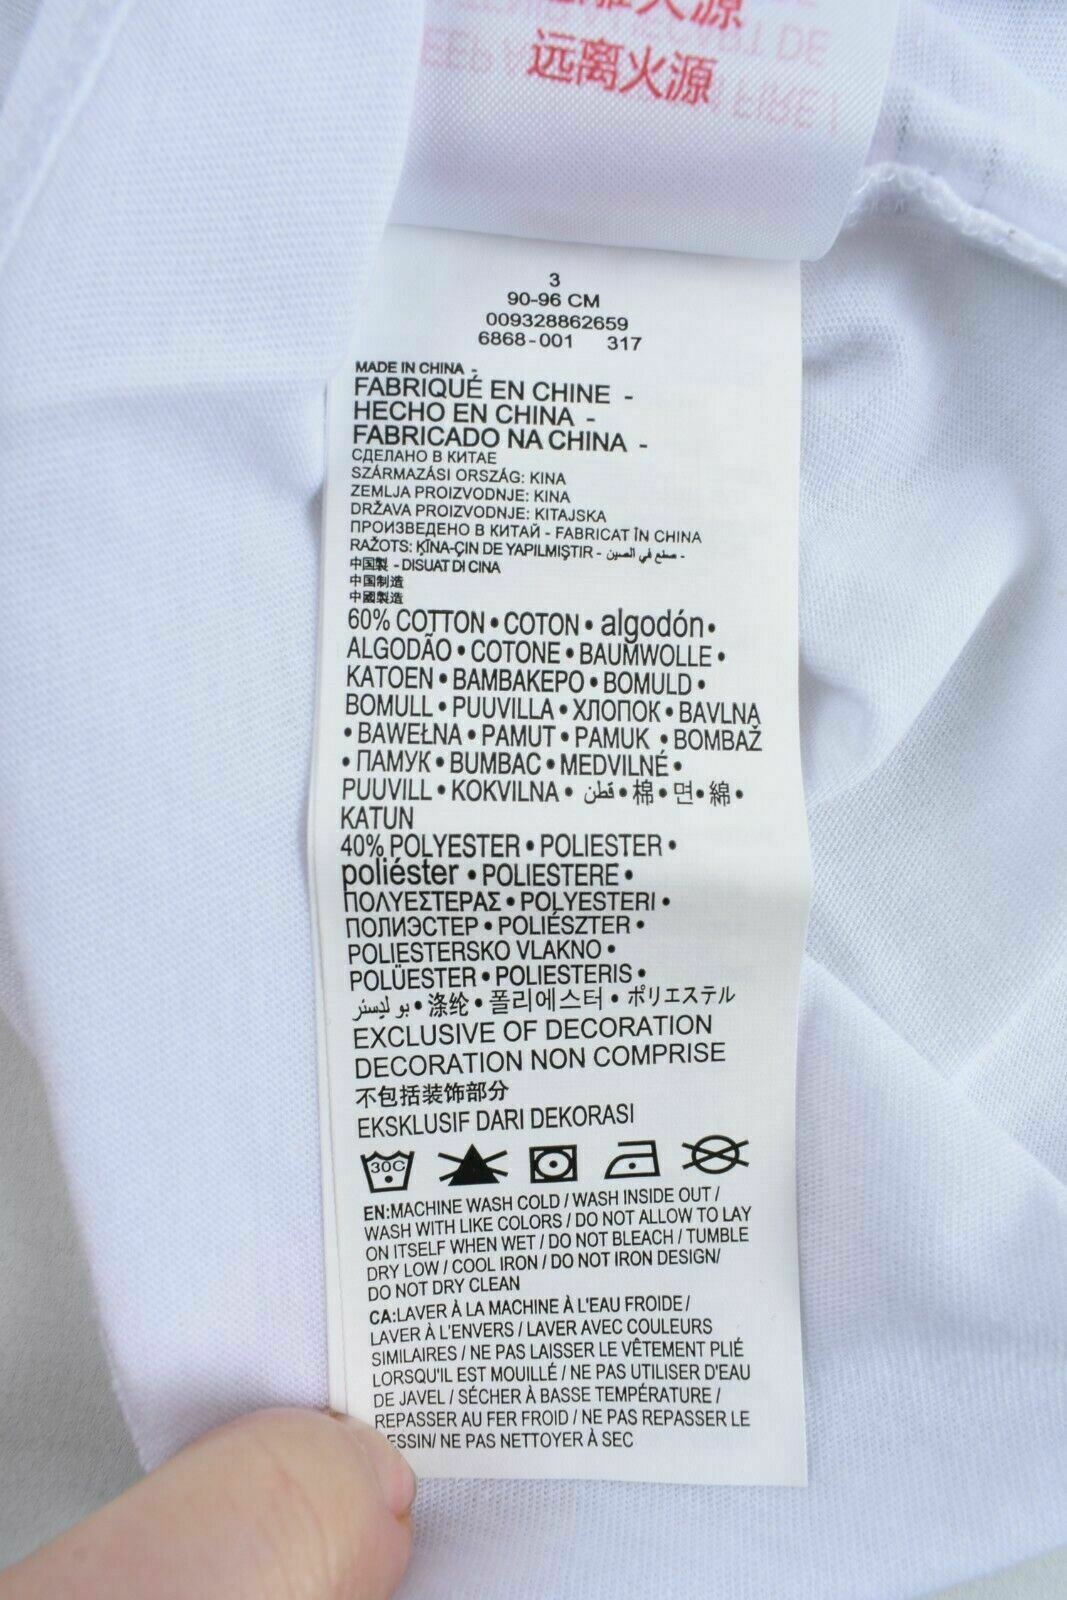 远离火源
3
90-96 CM
009328862659
6868-001 317
MADE IN CHINA -
FABRIQUÉ EN CHINE -
HECHO EN CHINA -
FABRICADO NA CHINA -
СДЕЛАНО В КИТАЕ
SZÁRMAZÁSI ORSZÁG: KINA
ZEMLJA PROIZVODNJE: KINA
DRŽAVA PROIZVODNJE: KITAJSKA
ПРОИЗВЕДЕНО В КИТАЙ - FABRICAT ÎN CHINA
RAŽOTS: ĶĪNA-ÇIN DE YAPILMIŞTIR - صنع في الصين -
中国製 - DISUAT DI CINA
中国制造
中國製造
60% COTTON • COTON • algodón •
ALGODÃO • COTONE • BAUMWOLLE •
KATOEN • BAMBAKEPO • BOMULD •
BOMULL • PUUVILLA • ХЛОПОК • BAVLNA
• BAWEŁNA • PAMUT • PAMUK • BOMBAŽ
• ПАМУК • BUMBAC • MEDVILNÉ •
PUUVILL • KOKVILNA • قطن • 棉 • 면 • 綿 •
KATUN
40% POLYESTER • POLIESTER •
poliéster • POLIESTERE •
ΠΟΛΥΕΣΤΕΡΑΣ • POLYESTERI •
ПОЛИЭСТЕР • POLIÉSZTER •
POLIESTERSKO VLAKNO •
POLÜESTER • POLIESTERIS •
بو ليستر • 涤纶 • 폴리에스터 • ポリエステル
EXCLUSIVE OF DECORATION
DECORATION NON COMPRISE
不包括装饰部分
EKSKLUSIF DARI DEKORASI
30C
EN:MACHINE WASH COLD / WASH INSIDE OUT /
WASH WITH LIKE COLORS / DO NOT ALLOW TO LAY
ON ITSELF WHEN WET / DO NOT BLEACH / TUMBLE
DRY LOW / COOL IRON / DO NOT IRON DESIGN/
DO NOT DRY CLEAN
CA:LAVER À LA MACHINE À L'EAU FROIDE /
LAVER À L'ENVERS / LAVER AVEC COULEURS
SIMILAIRES / NE PAS LAISSER LE VÊTEMENT PLIÉ
LORSQU'IL EST MOUILLÉ / NE PAS UTILISER D'EAU
DE JAVEL / SÉCHER À BASSE TEMPÉRATURE /
REPASSER AU FER FROID / NE PAS REPASSER LE
ESSIN/ NE PAS NETTOYER À SEC